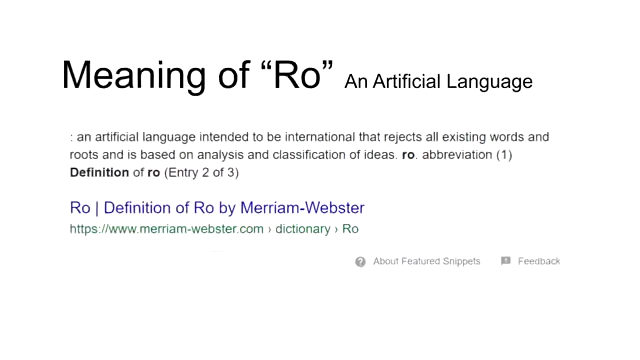 Meaning of “Ro” An Artificial Language
: an artificial language intended to be international that rejects all existing words and
roots and is based on analysis and classification of ideas. ro. abbreviation (1)
Definition of ro (Entry 2 of 3)
Ro | Definition of Ro by Merriam-Webster
https://www.merriam-webster.com › dictionary › Ro
About Featured Snippets Feedback